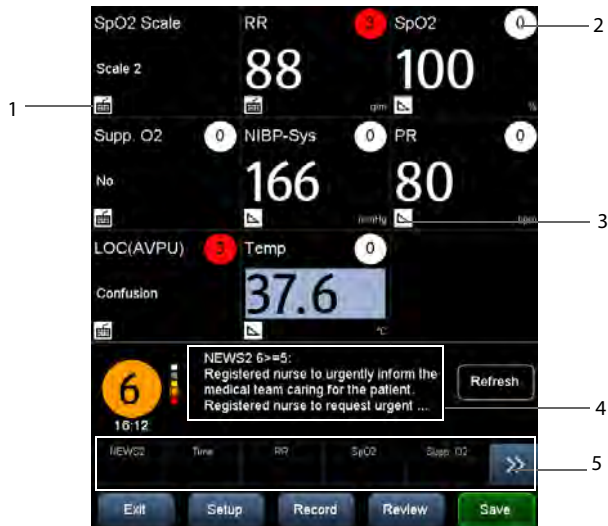 SpO2 Scale RR 3 SpO2 0 2
Scale 2 88 100
1 %
Supp. O2 0 NIBP-Sys 0 PR 0
No 166 80
mmHg bpm 3
LOC(AVPU) 3 Temp 0
Confusion 37.6
°C
NEWS2 6>=5:
Registered nurse to urgently inform the
medical team caring for the patient.
Registered nurse to request urgent ...
6 Refresh
16:12 4
NEWS2 Time RR SpO2 Supp. O2 >> 5
Exit Setup Record Review Save